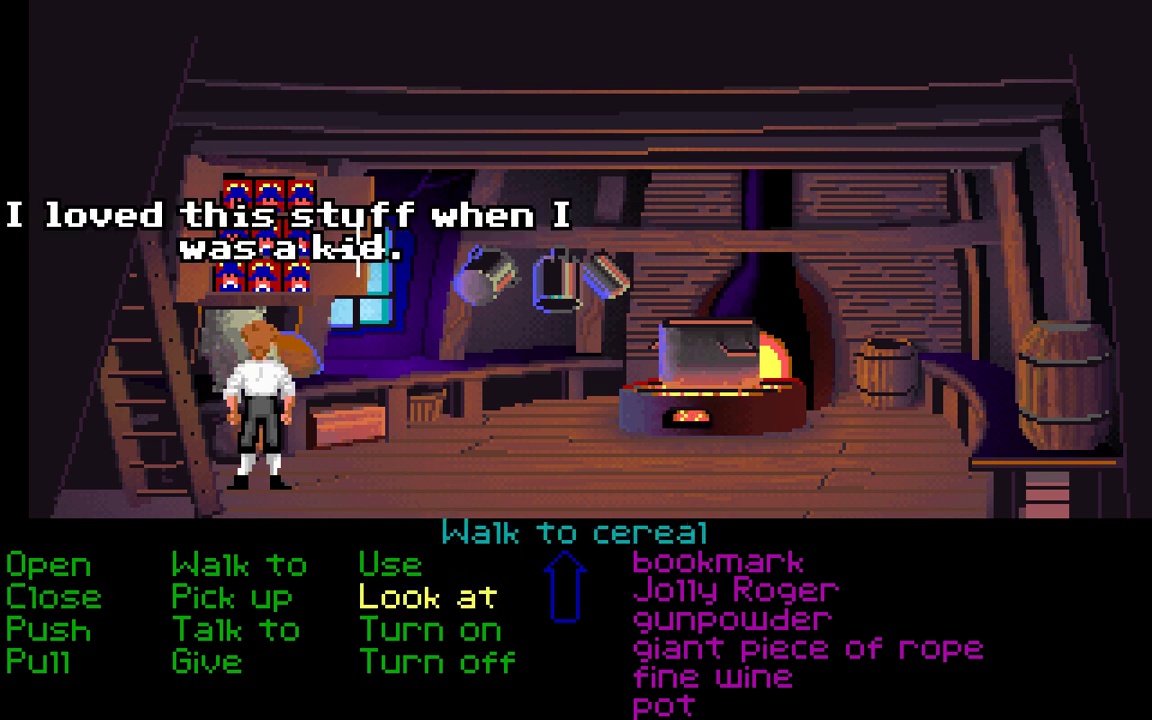 I loved this stuff when I
was a kid.
Walk to cereal
Open Walk to Use
Close Pick up Look at
Push Talk to Turn on
Pull Give Turn off
bookmark
Jolly Roger
gunpowder
giant piece of rope
fine wine
pot